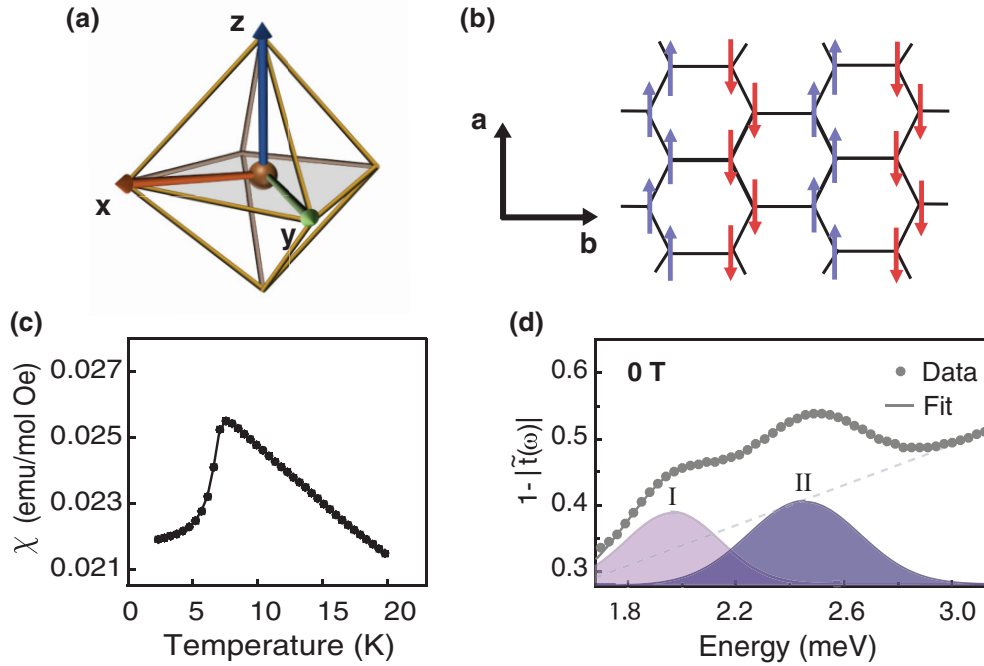 (a)
z
x
y
(b)
a
b
(c)
χ (emu/mol Oe)
0.027
0.025
0.023
0.021
0 5 10 15 20
Temperature (K)
(d)
0 T
Data
Fit
I
II
1- |t̃(ω)|
0.6
0.5
0.4
0.3
1.8 2.2 2.6 3.0
Energy (meV)